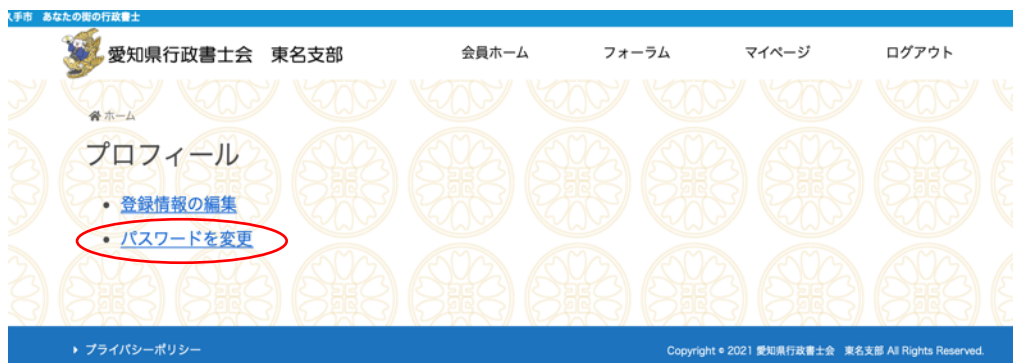 手市 あなたの街の行政書士
愛知県行政書士会 東名支部
会員ホーム フォーラム マイページ ログアウト
ホーム
プロフィール
• 登録情報の編集
• パスワードを変更
プライバシーポリシー
Copyright © 2021 愛知県行政書士会 東名支部 All Rights Reserved.